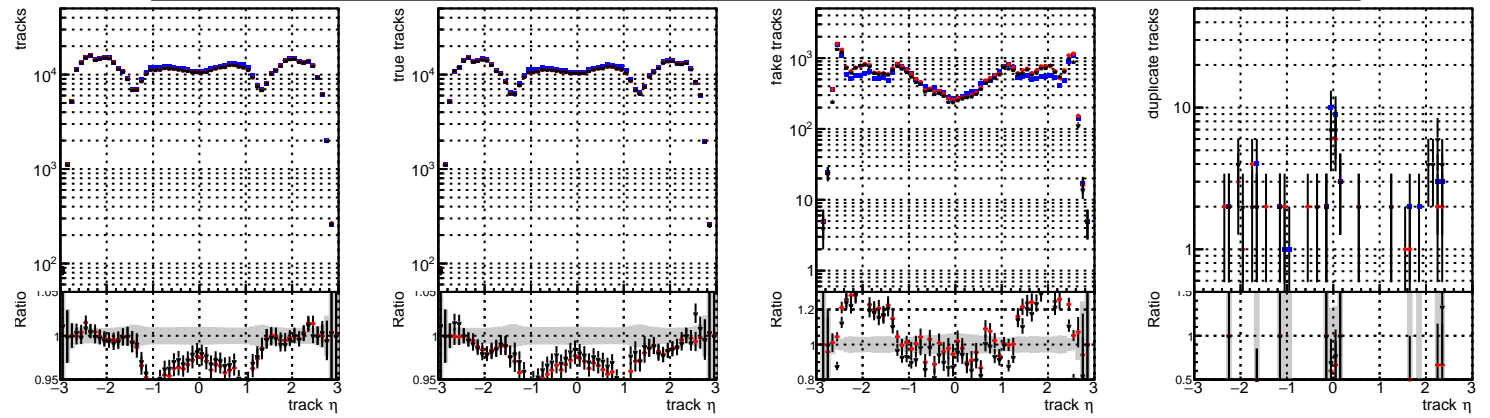 tracks
10^4
10^3
10^2
Ratio
1.05
1
0.95
−3 −2 −1 0 1 2 3
track η
true tracks
10^4
10^3
10^2
Ratio
1.05
1
0.95
−3 −2 −1 0 1 2 3
track η
fake tracks
10^3
10^2
10
1
Ratio
1.2
1
0.8
−3 −2 −1 0 1 2 3
track η
duplicate tracks
10
1
Ratio
1.5
1
0.5
−3 −2 −1 0 1 2 3
track η